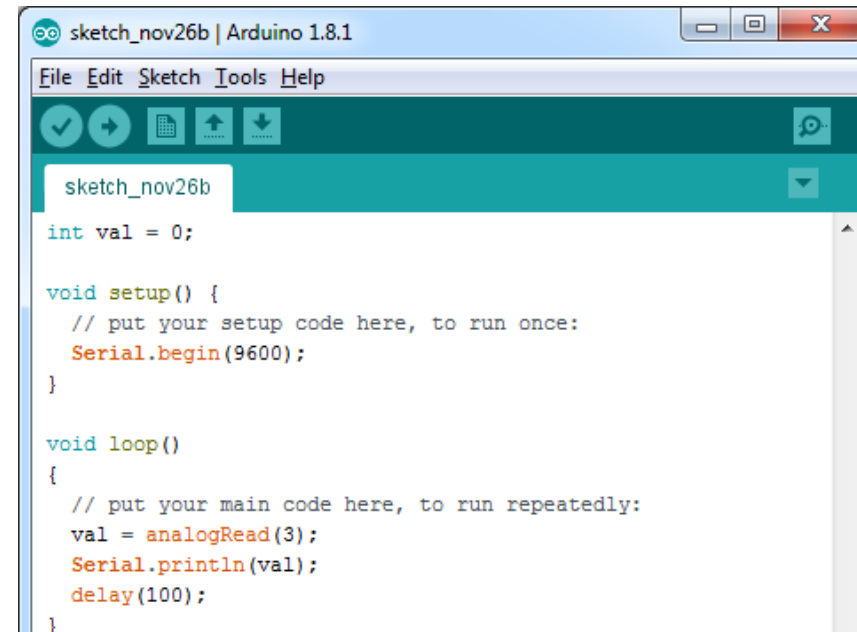 sketch_nov26b | Arduino 1.8.1
File Edit Sketch Tools Help
sketch_nov26b
int val = 0;
void setup() {
  // put your setup code here, to run once:
  Serial.begin(9600);
}
void loop()
{
  // put your main code here, to run repeatedly:
  val = analogRead(3);
  Serial.println(val);
  delay(100);
}